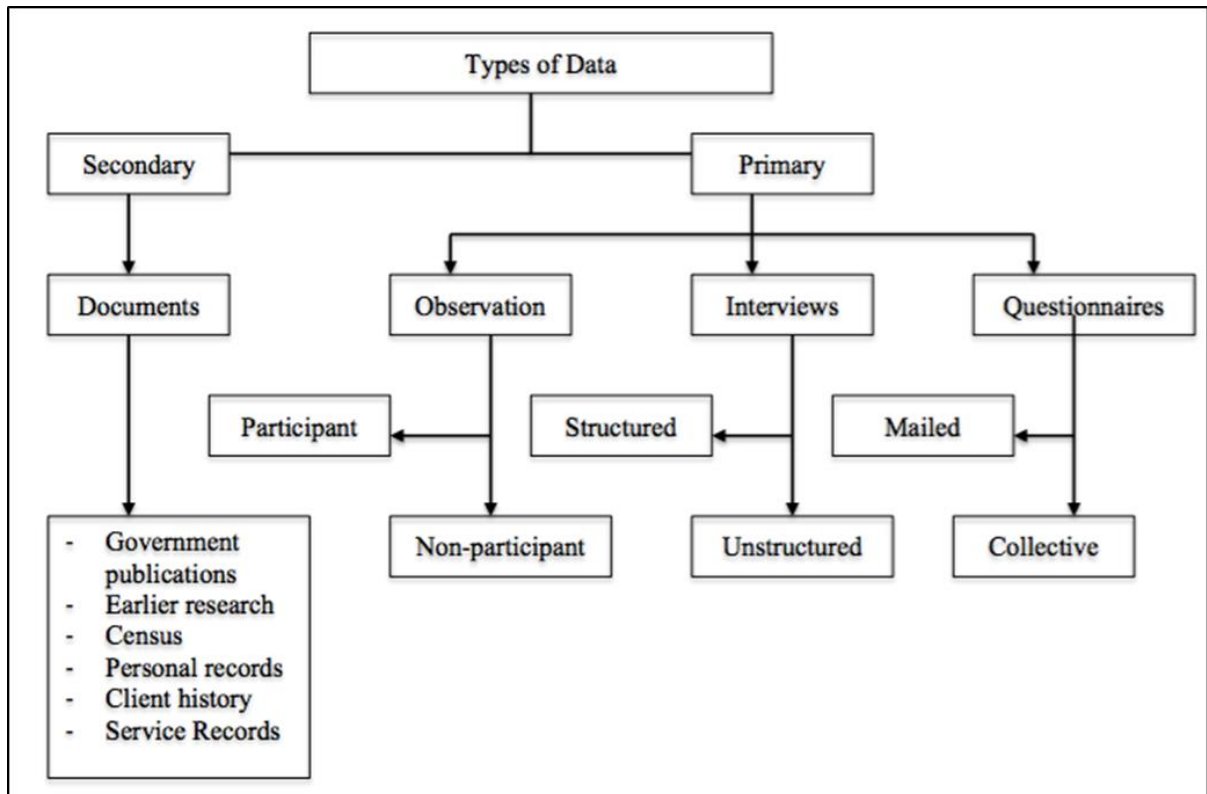 Types of Data
Secondary
Primary
Documents
Observation
Interviews
Questionnaires
Participant
Structured
Mailed
- Government
publications
- Earlier research
- Census
- Personal records
- Client history
- Service Records
Non-participant
Unstructured
Collective